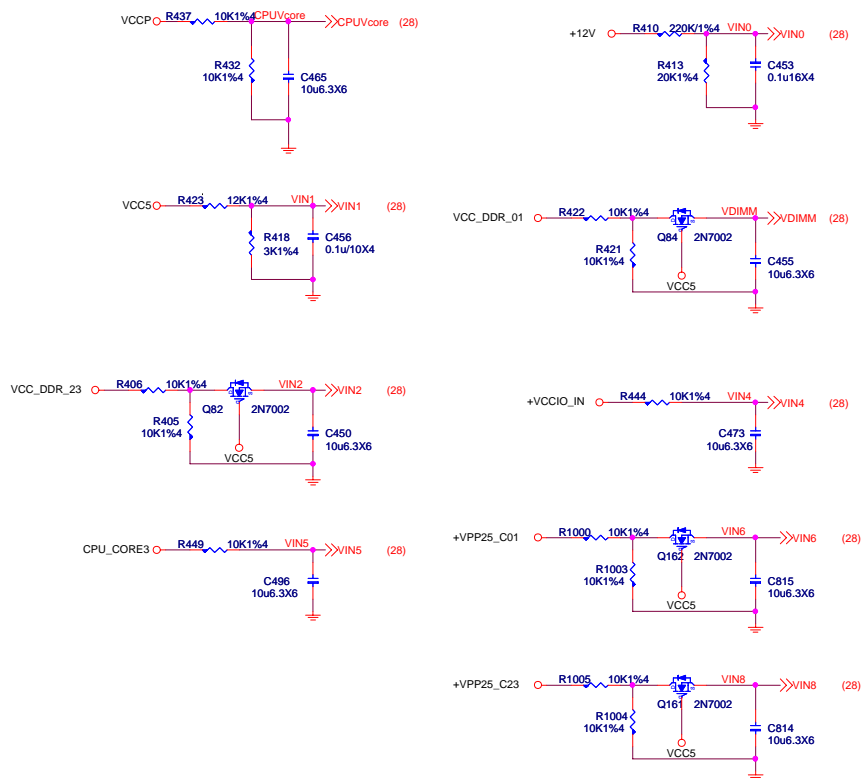 VCCP R437 10K1%4 CPUVcore CPUVcore (28)
R432
10K1%4
C465
10u6.3X6
+12V R410 220K/1%4 VIN0 VIN0 (28)
R413
20K1%4
C453
0.1u16X4
VCC5 R423 12K1%4 VIN1 VIN1 (28)
R418
3K1%4
C456
0.1u/10X4
VCC_DDR_01 R422 10K1%4 VDIMM VDIMM (28)
Q84 2N7002
R421
10K1%4
C455
10u6.3X6
VCC5
VCC_DDR_23 R406 10K1%4 VIN2 VIN2 (28)
Q82 2N7002
R405
10K1%4
C450
10u6.3X6
VCC5
+VCCIO_IN R444 10K1%4 VIN4 VIN4 (28)
C473
10u6.3X6
CPU_CORE3 R449 10K1%4 VIN5 VIN5 (28)
C496
10u6.3X6
+VPP25_C01 R1000 10K1%4 VIN6 VIN6 (28)
Q162 2N7002
R1003
10K1%4
C815
10u6.3X6
VCC5
+VPP25_C23 R1005 10K1%4 VIN8 VIN8 (28)
Q161 2N7002
R1004
10K1%4
C814
10u6.3X6
VCC5